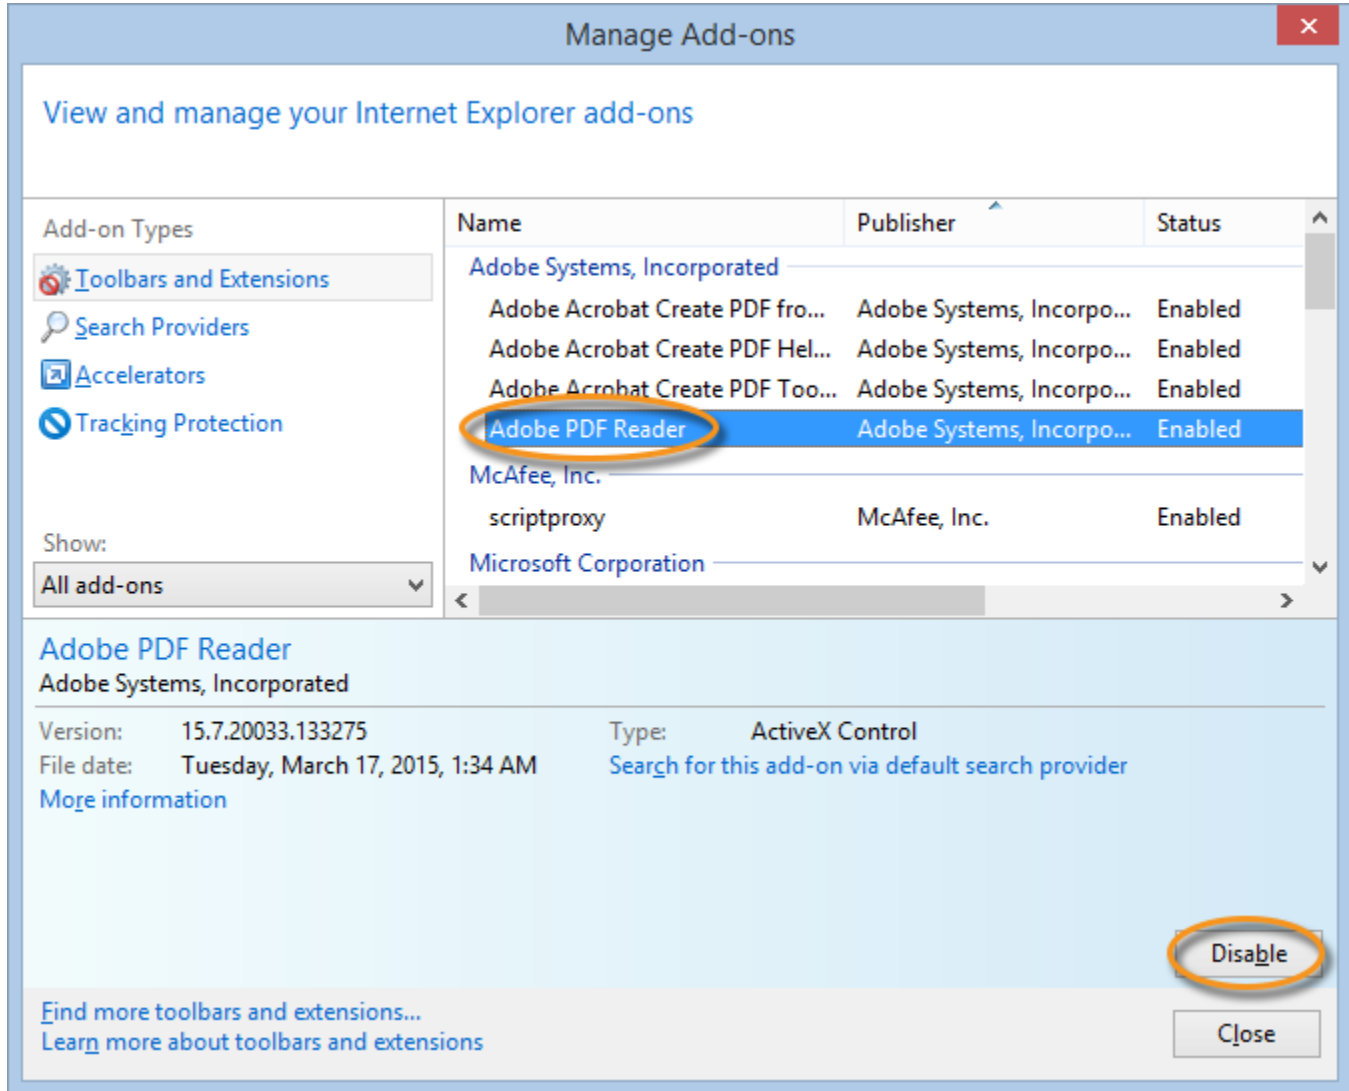 Manage Add-ons
View and manage your Internet Explorer add-ons
Add-on Types
Toolbars and Extensions
Search Providers
Accelerators
Tracking Protection
Show:
All add-ons
Name Publisher Status
Adobe Systems, Incorporated
Adobe Acrobat Create PDF fro... Adobe Systems, Incorpo... Enabled
Adobe Acrobat Create PDF Hel... Adobe Systems, Incorpo... Enabled
Adobe Acrobat Create PDF Too... Adobe Systems, Incorpo... Enabled
Adobe PDF Reader Adobe Systems, Incorpo... Enabled
McAfee, Inc.
scriptproxy McAfee, Inc. Enabled
Microsoft Corporation
Adobe PDF Reader
Adobe Systems, Incorporated
Version: 15.7.20033.133275 Type: ActiveX Control
File date: Tuesday, March 17, 2015, 1:34 AM Search for this add-on via default search provider
More information
Disable
Find more toolbars and extensions...
Learn more about toolbars and extensions
Close